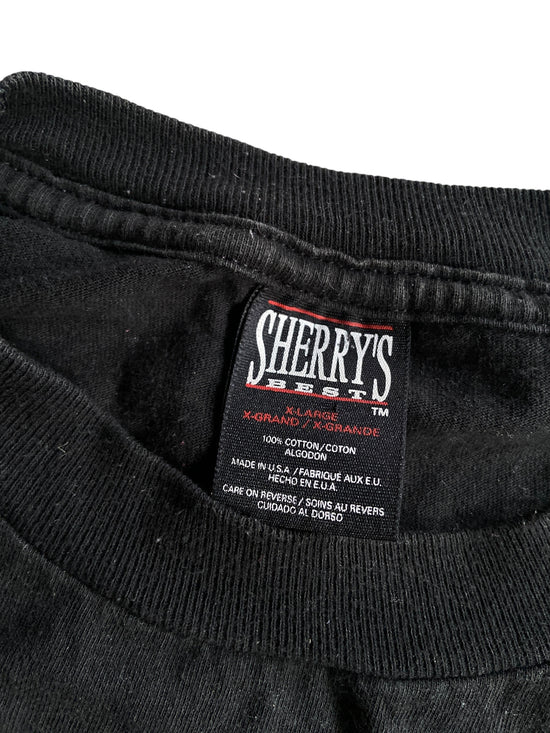 SHERRY'S
BEST
TM
X-LARGE
X-GRAND / X-GRANDE
100% COTTON/COTON
ALGODON
MADE IN U.S.A. / FABRIQUÉ AUX E.U.
HECHO EN E.U.A.
CARE ON REVERSE / SOINS AU REVERS
CUIDADO AL DORSO